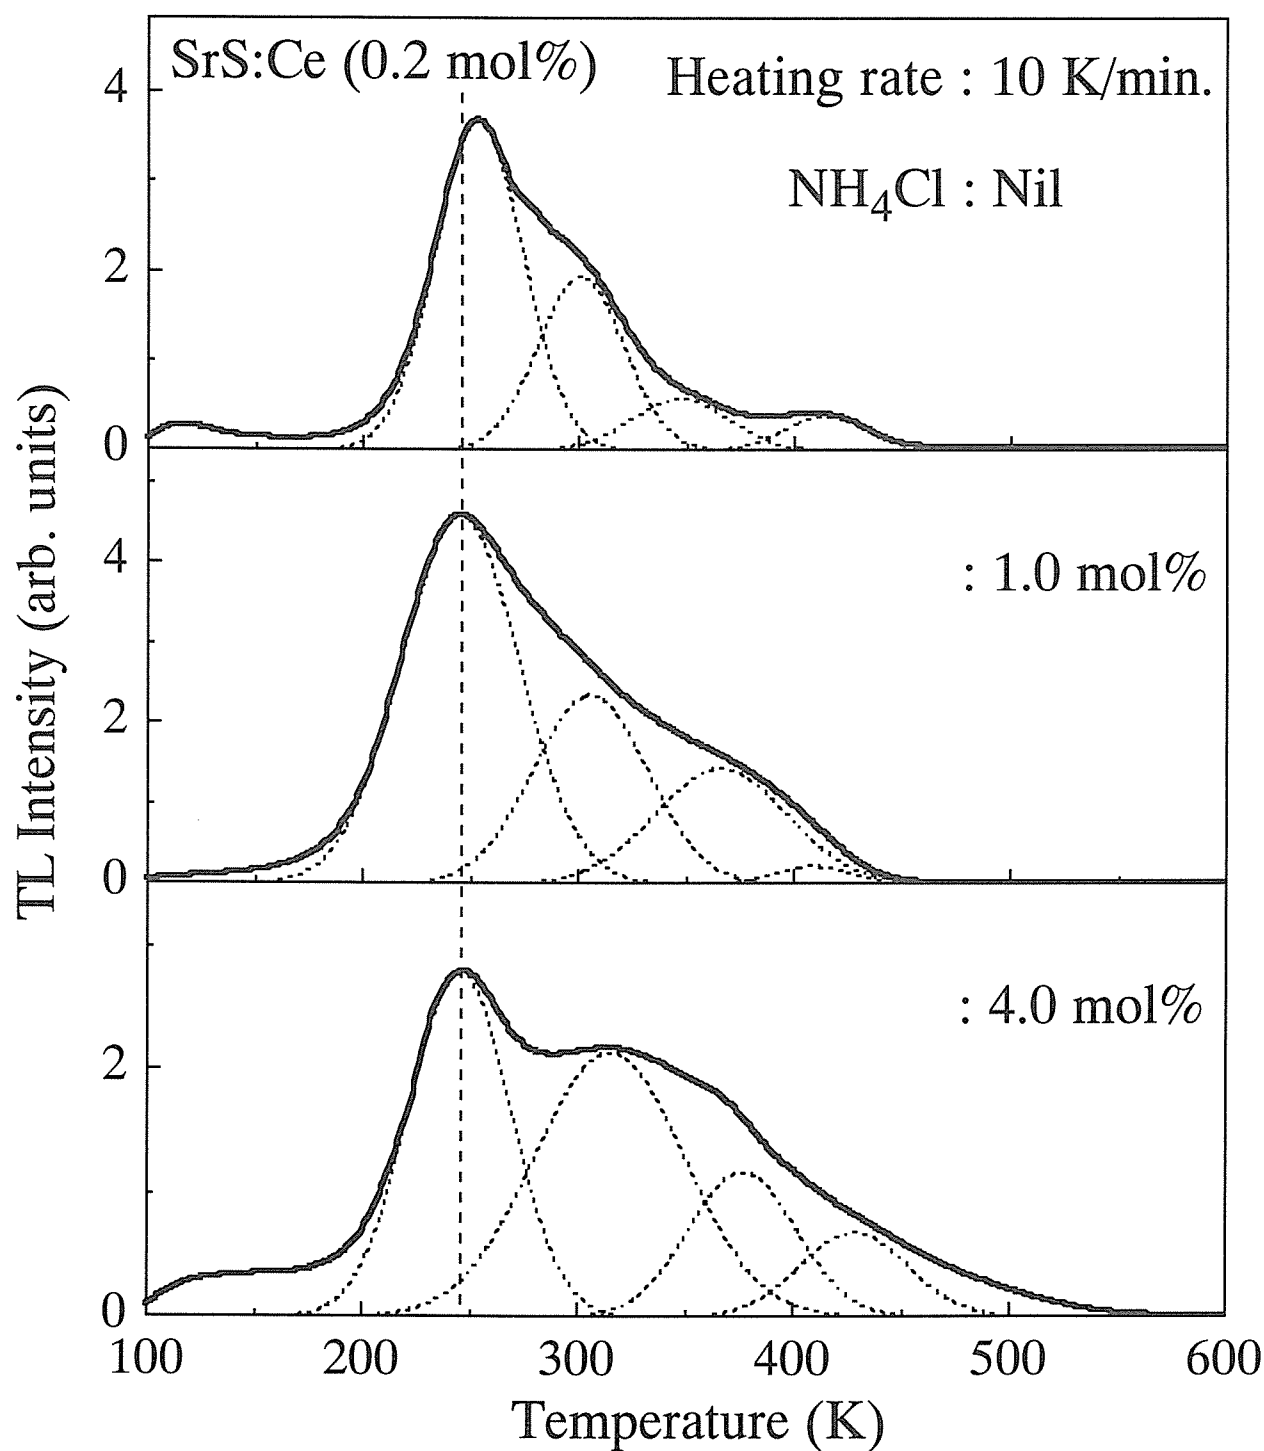 SrS:Ce (0.2 mol%)
Heating rate : 10 K/min.
NH₄Cl : Nil
4
2
0
: 1.0 mol%
4
2
0
: 4.0 mol%
2
0
100 200 300 400 500 600
Temperature (K)
TL Intensity (arb. units)